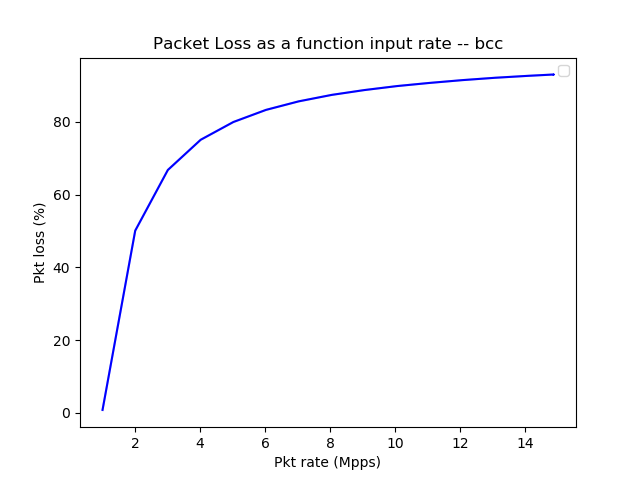 Packet Loss as a function input rate -- bcc
80
60
40
20
0
Pkt loss (%)
2 4 6 8 10 12 14
Pkt rate (Mpps)